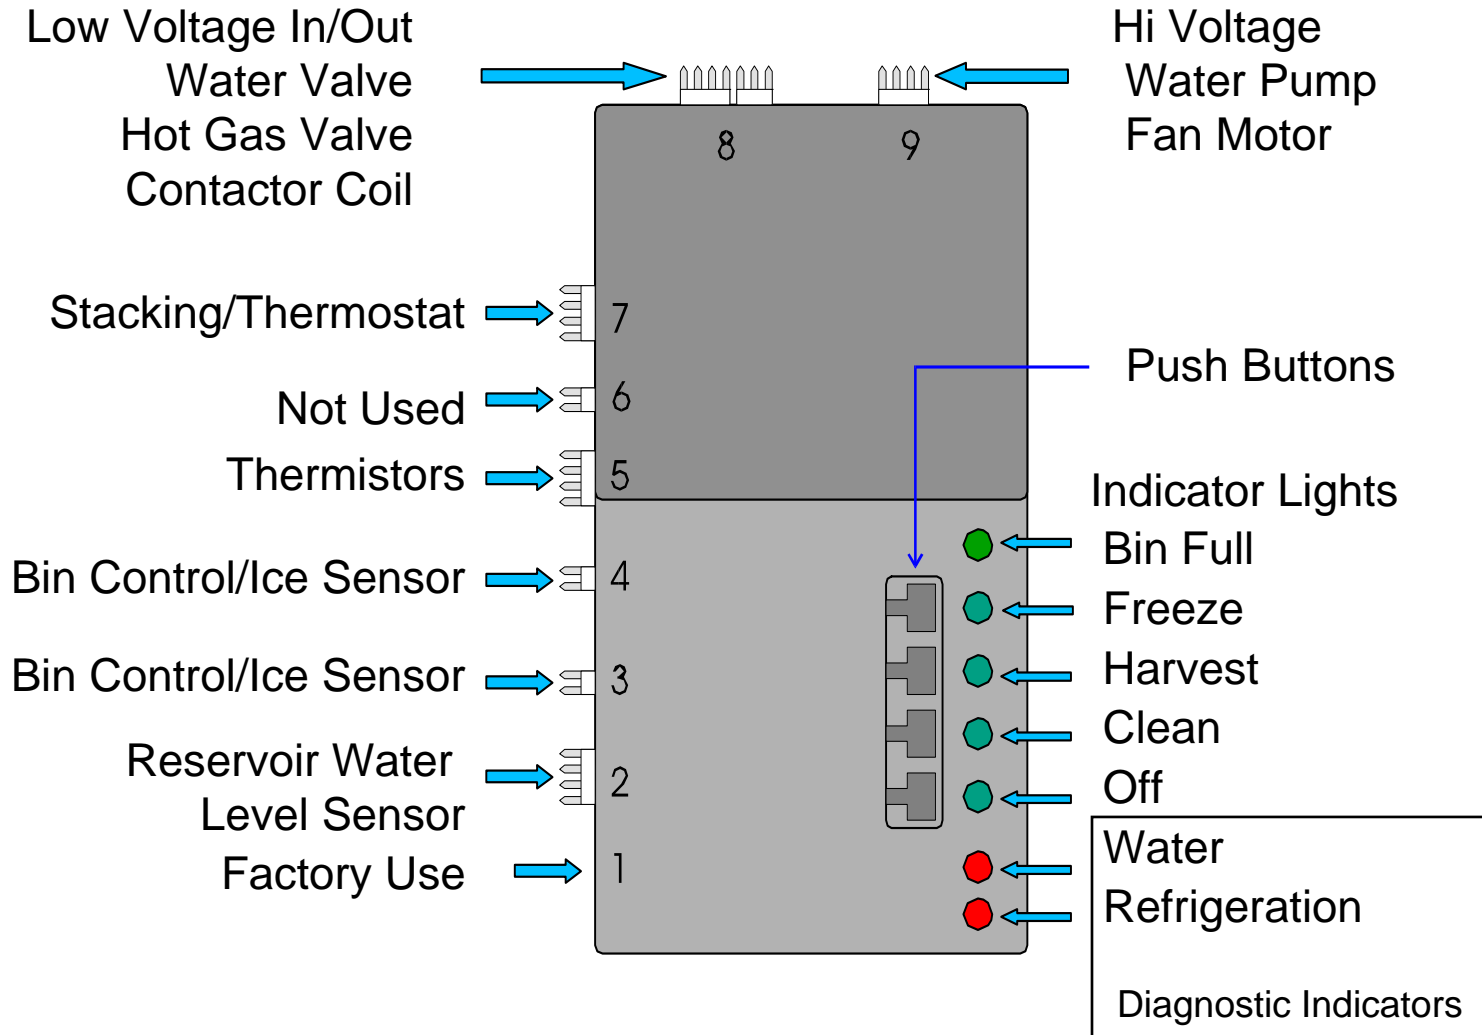 Low Voltage In/Out
Water Valve
Hot Gas Valve
Contactor Coil
Hi Voltage
Water Pump
Fan Motor
8
9
Stacking/Thermostat
7
Not Used
6
Thermistors
5
Bin Control/Ice Sensor
4
Bin Control/Ice Sensor
3
Reservoir Water
Level Sensor
2
Factory Use
1
Push Buttons
Indicator Lights
Bin Full
Freeze
Harvest
Clean
Off
Water
Refrigeration
Diagnostic Indicators